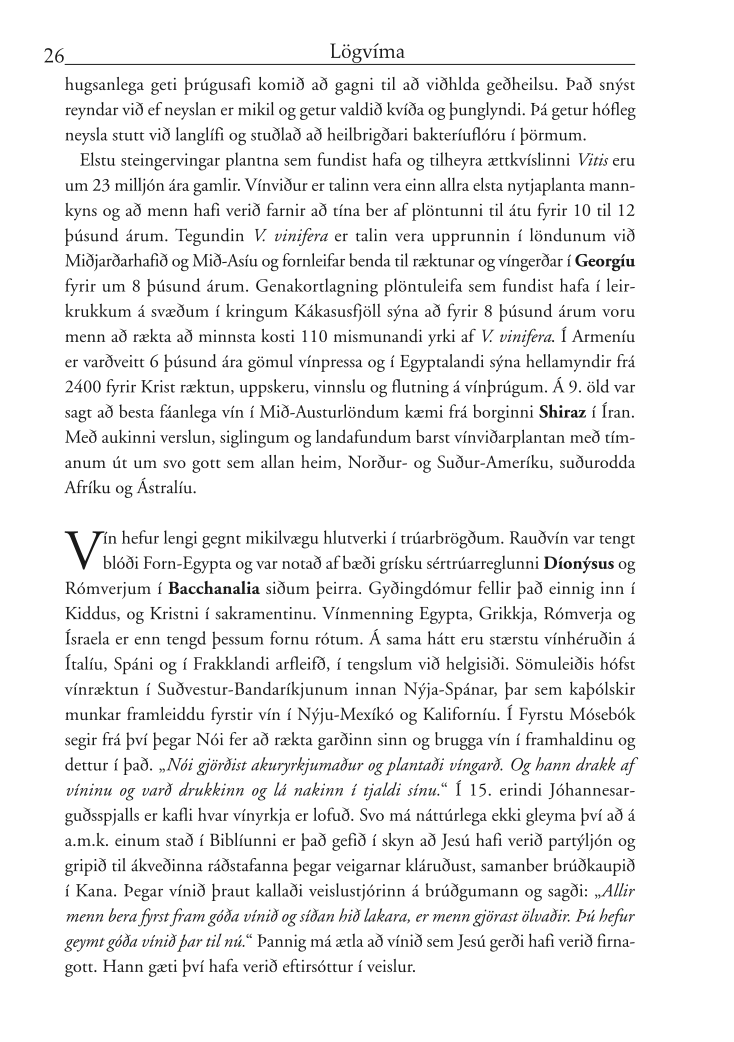 26
Lögvíma
hugsanlega geti þrúgusafi komið að gagni til að viðhlda geðheilsu. Það snýst
reyndar við ef neyslan er mikil og getur valdið kvíða og þunglyndi. Þá getur hófleg
neysla stutt við langlífi og stuðlað að heilbrigðari bakteríuflóru í þörmum.
Elstu steingervingar plantna sem fundist hafa og tilheyra ættkvíslinni Vitis eru
um 23 milljón ára gamlir. Vínviður er talinn vera einn allra elsta nytjaplanta mann-
kyns og að menn hafi verið farnir að tína ber af plöntunni til átu fyrir 10 til 12
þúsund árum. Tegundin V. vinifera er talin vera upprunnin í löndunum við
Miðjarðarhafið og Mið-Asíu og fornleifar benda til ræktunar og víngerðar í Georgíu
fyrir um 8 þúsund árum. Genakortlagning plöntuleifa sem fundist hafa í leir-
krukkum á svæðum í kringum Kákasusfjöll sýna að fyrir 8 þúsund árum voru
menn að rækta að minnsta kosti 110 mismunandi yrki af V. vinifera. Í Armeníu
er varðveitt 6 þúsund ára gömul vínpressa og í Egyptalandi sýna hellamyndir frá
2400 fyrir Krist ræktun, uppskeru, vinnslu og flutning á vínþrúgum. Á 9. öld var
sagt að besta fáanlega vín í Mið-Austurlöndum kæmi frá borginni Shiraz í Íran.
Með aukinni verslun, siglingum og landafundum barst vínviðarplantan með tím-
anum út um svo gott sem allan heim, Norður- og Suður-Ameríku, suðurodda
Afríku og Ástralíu.
Vín hefur lengi gegnt mikilvægu hlutverki í trúarbrögðum. Rauðvín var tengt
blóði Forn-Egypta og var notað af bæði grísku sértrúarreglunni Díonýsus og
Rómverjum í Bacchanalia siðum þeirra. Gyðingdómur fellir það einnig inn í
Kiddus, og Kristni í sakramentinu. Vínmenning Egypta, Grikkja, Rómverja og
Ísraela er enn tengd þessum fornu rótum. Á sama hátt eru stærstu vínhéruðin á
Ítalíu, Spáni og í Frakklandi arfleifð, í tengslum við helgisiði. Sömuleiðis hófst
vínræktun í Suðvestur-Bandaríkjunum innan Nýja-Spánar, þar sem kaþólskir
munkar framleiddu fyrstir vín í Nýju-Mexíkó og Kaliforníu. Í Fyrstu Mósebók
segir frá því þegar Nói fer að rækta garðinn sinn og brugga vín í framhaldinu og
dettur í það. „Nói gjörðist akuryrkjumaður og plantaði víngarð. Og hann drakk af
víninu og varð drukkinn og lá nakinn í tjaldi sínu.“ Í 15. erindi Jóhannesar-
guðsspjalls er kafli hvar vínyrkja er lofuð. Svo má náttúrlega ekki gleyma því að á
a.m.k. einum stað í Biblíunni er það gefið í skyn að Jesú hafi verið partýljón og
gripið til ákveðinna ráðstafanna þegar veigarnar kláruðust, samanber brúðkaupið
í Kana. Þegar vínið þraut kallaði veislustjórinn á brúðgumann og sagði: „Allir
menn bera fyrst fram góða vínið og síðan hið lakara, er menn gjörast ölvaðir. Þú hefur
geymt góða vínið þar til nú.“ Þannig má ætla að vínið sem Jesú gerði hafi verið firna-
gott. Hann gæti því hafa verið eftirsóttur í veislur.